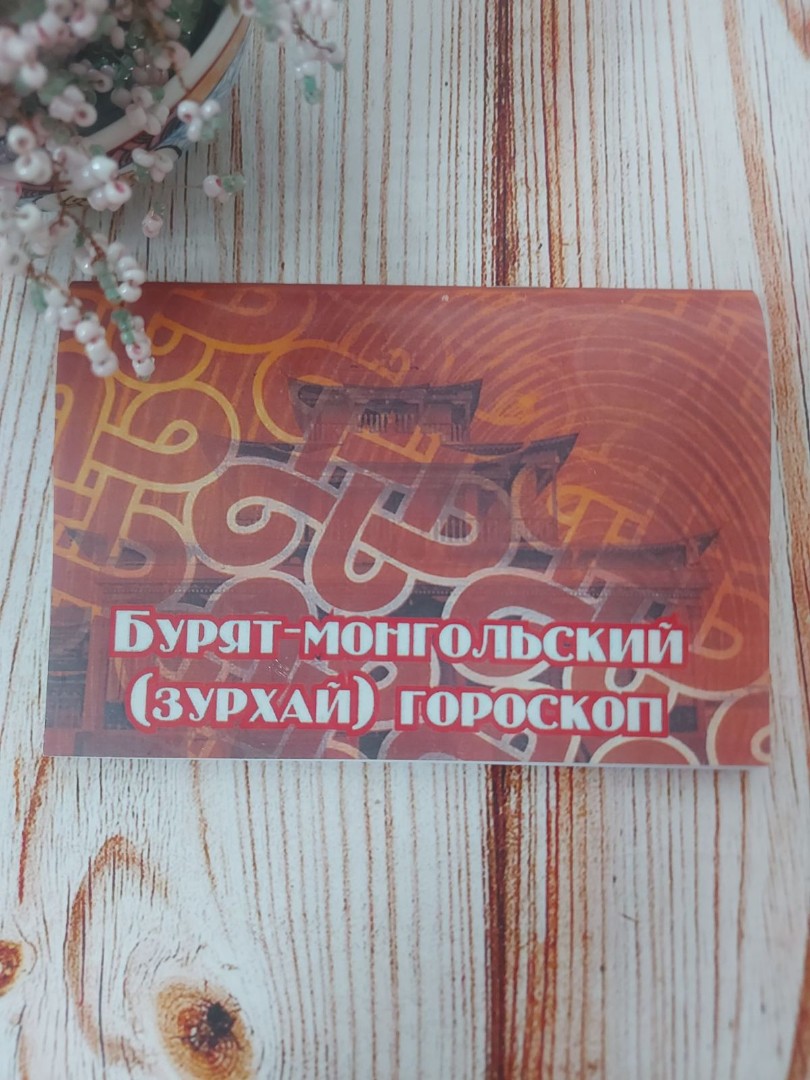 Бурят-монгольский
(зурхай) гороскоп